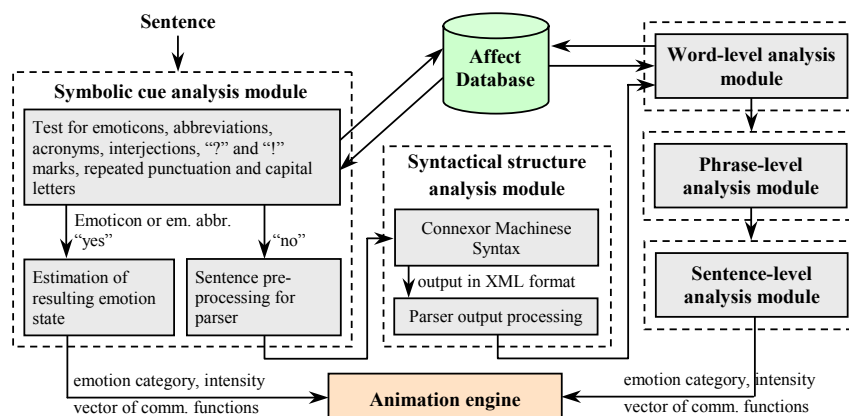 Sentence
Affect
Database
Word-level analysis
module
Symbolic cue analysis module
Test for emoticons, abbreviations,
acronyms, interjections, “?” and “!”
marks, repeated punctuation and capital
letters
Emoticon or em. abbr.
“yes”
“no”
Estimation of
resulting emotion
state
Sentence pre-
processing for
parser
Syntactical structure
analysis module
Connexor Machinese
Syntax
output in XML format
Parser output processing
Phrase-level
analysis module
Sentence-level
analysis module
emotion category, intensity
vector of comm. functions
Animation engine
emotion category, intensity
vector of comm. functions